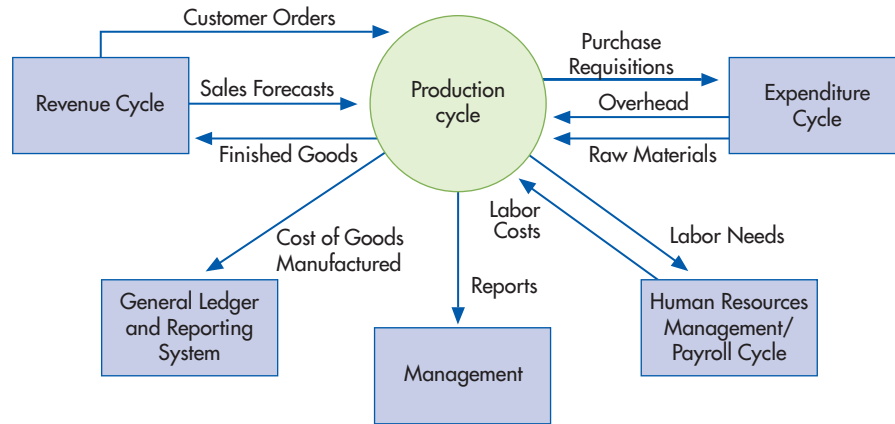 Customer Orders
Revenue Cycle
Sales Forecasts
Finished Goods
Production
cycle
Purchase
Requisitions
Overhead
Raw Materials
Expenditure
Cycle
Cost of Goods
Manufactured
Labor
Costs
Labor Needs
Reports
General Ledger
and Reporting
System
Management
Human Resources
Management/
Payroll Cycle